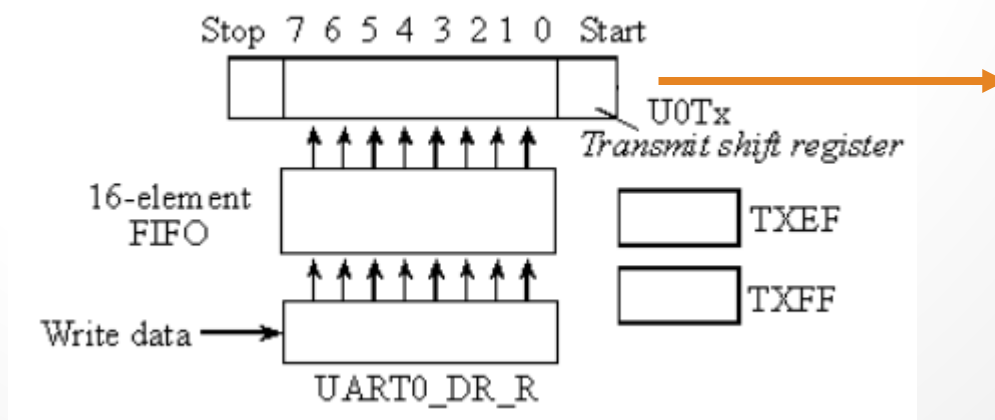 Stop 7 6 5 4 3 2 1 0 Start
U0Tx
Transmit shift register
16-element
FIFO
TXEF
TXFF
Write data
UART0_DR_R